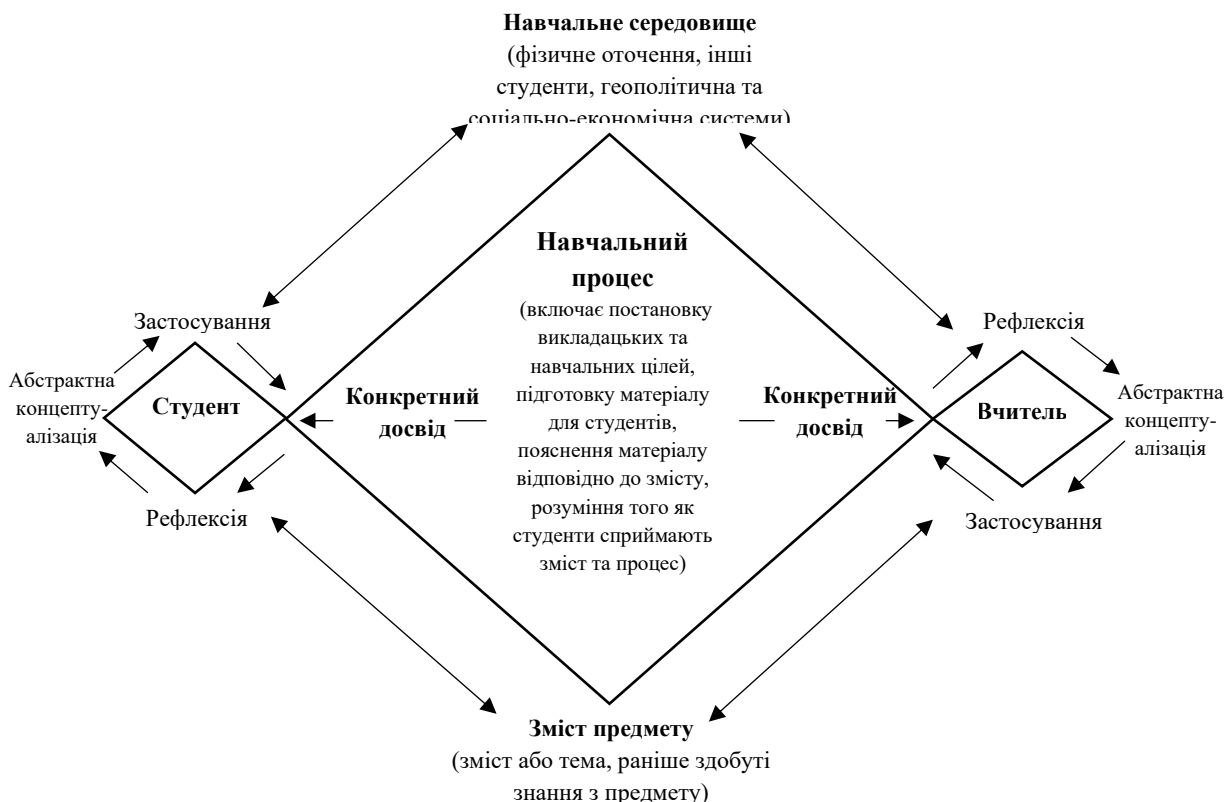 Навчальне середовище
(фізичне оточення, інші
студенти, геополітична та
соціально-економічна системи)
Навчальний
процес
(включає постановку
викладацьких та
навчальних цілей,
підготовку матеріалу
для студентів,
пояснення матеріалу
відповідно до змісту,
розуміння того як
студенти сприймають
зміст та процес)
Застосування
Абстрактна
концепту-
алізація
Студент
Рефлексія
Конкретний
досвід
Конкретний
досвід
Рефлексія
Вчитель
Абстрактна
концепту-
алізація
Застосування
Зміст предмету
(зміст або тема, раніше здобуті
знання з предмету)